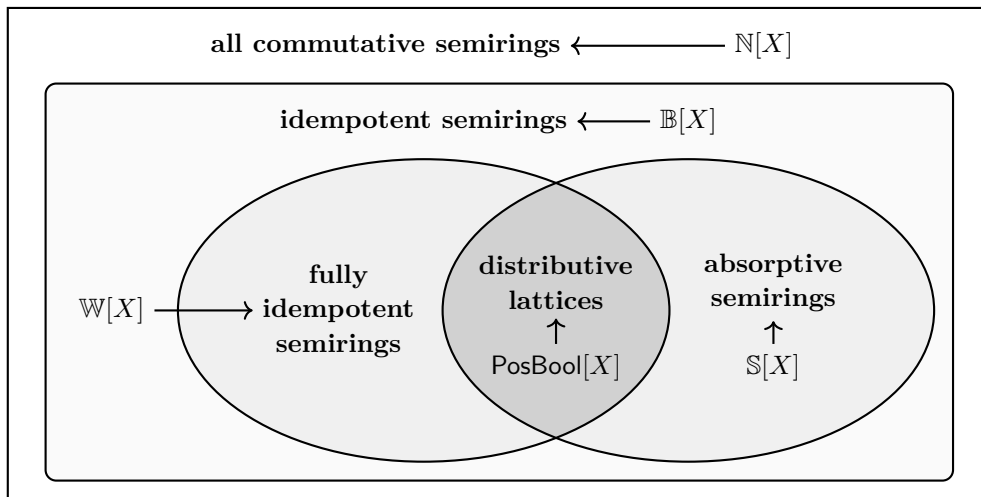 all commutative semirings ℕ[X]
idempotent semirings 𝔹[X]
𝕎[X]
fully
idempotent
semirings
distributive
lattices
PosBool[X]
absorptive
semirings
𝕊[X]